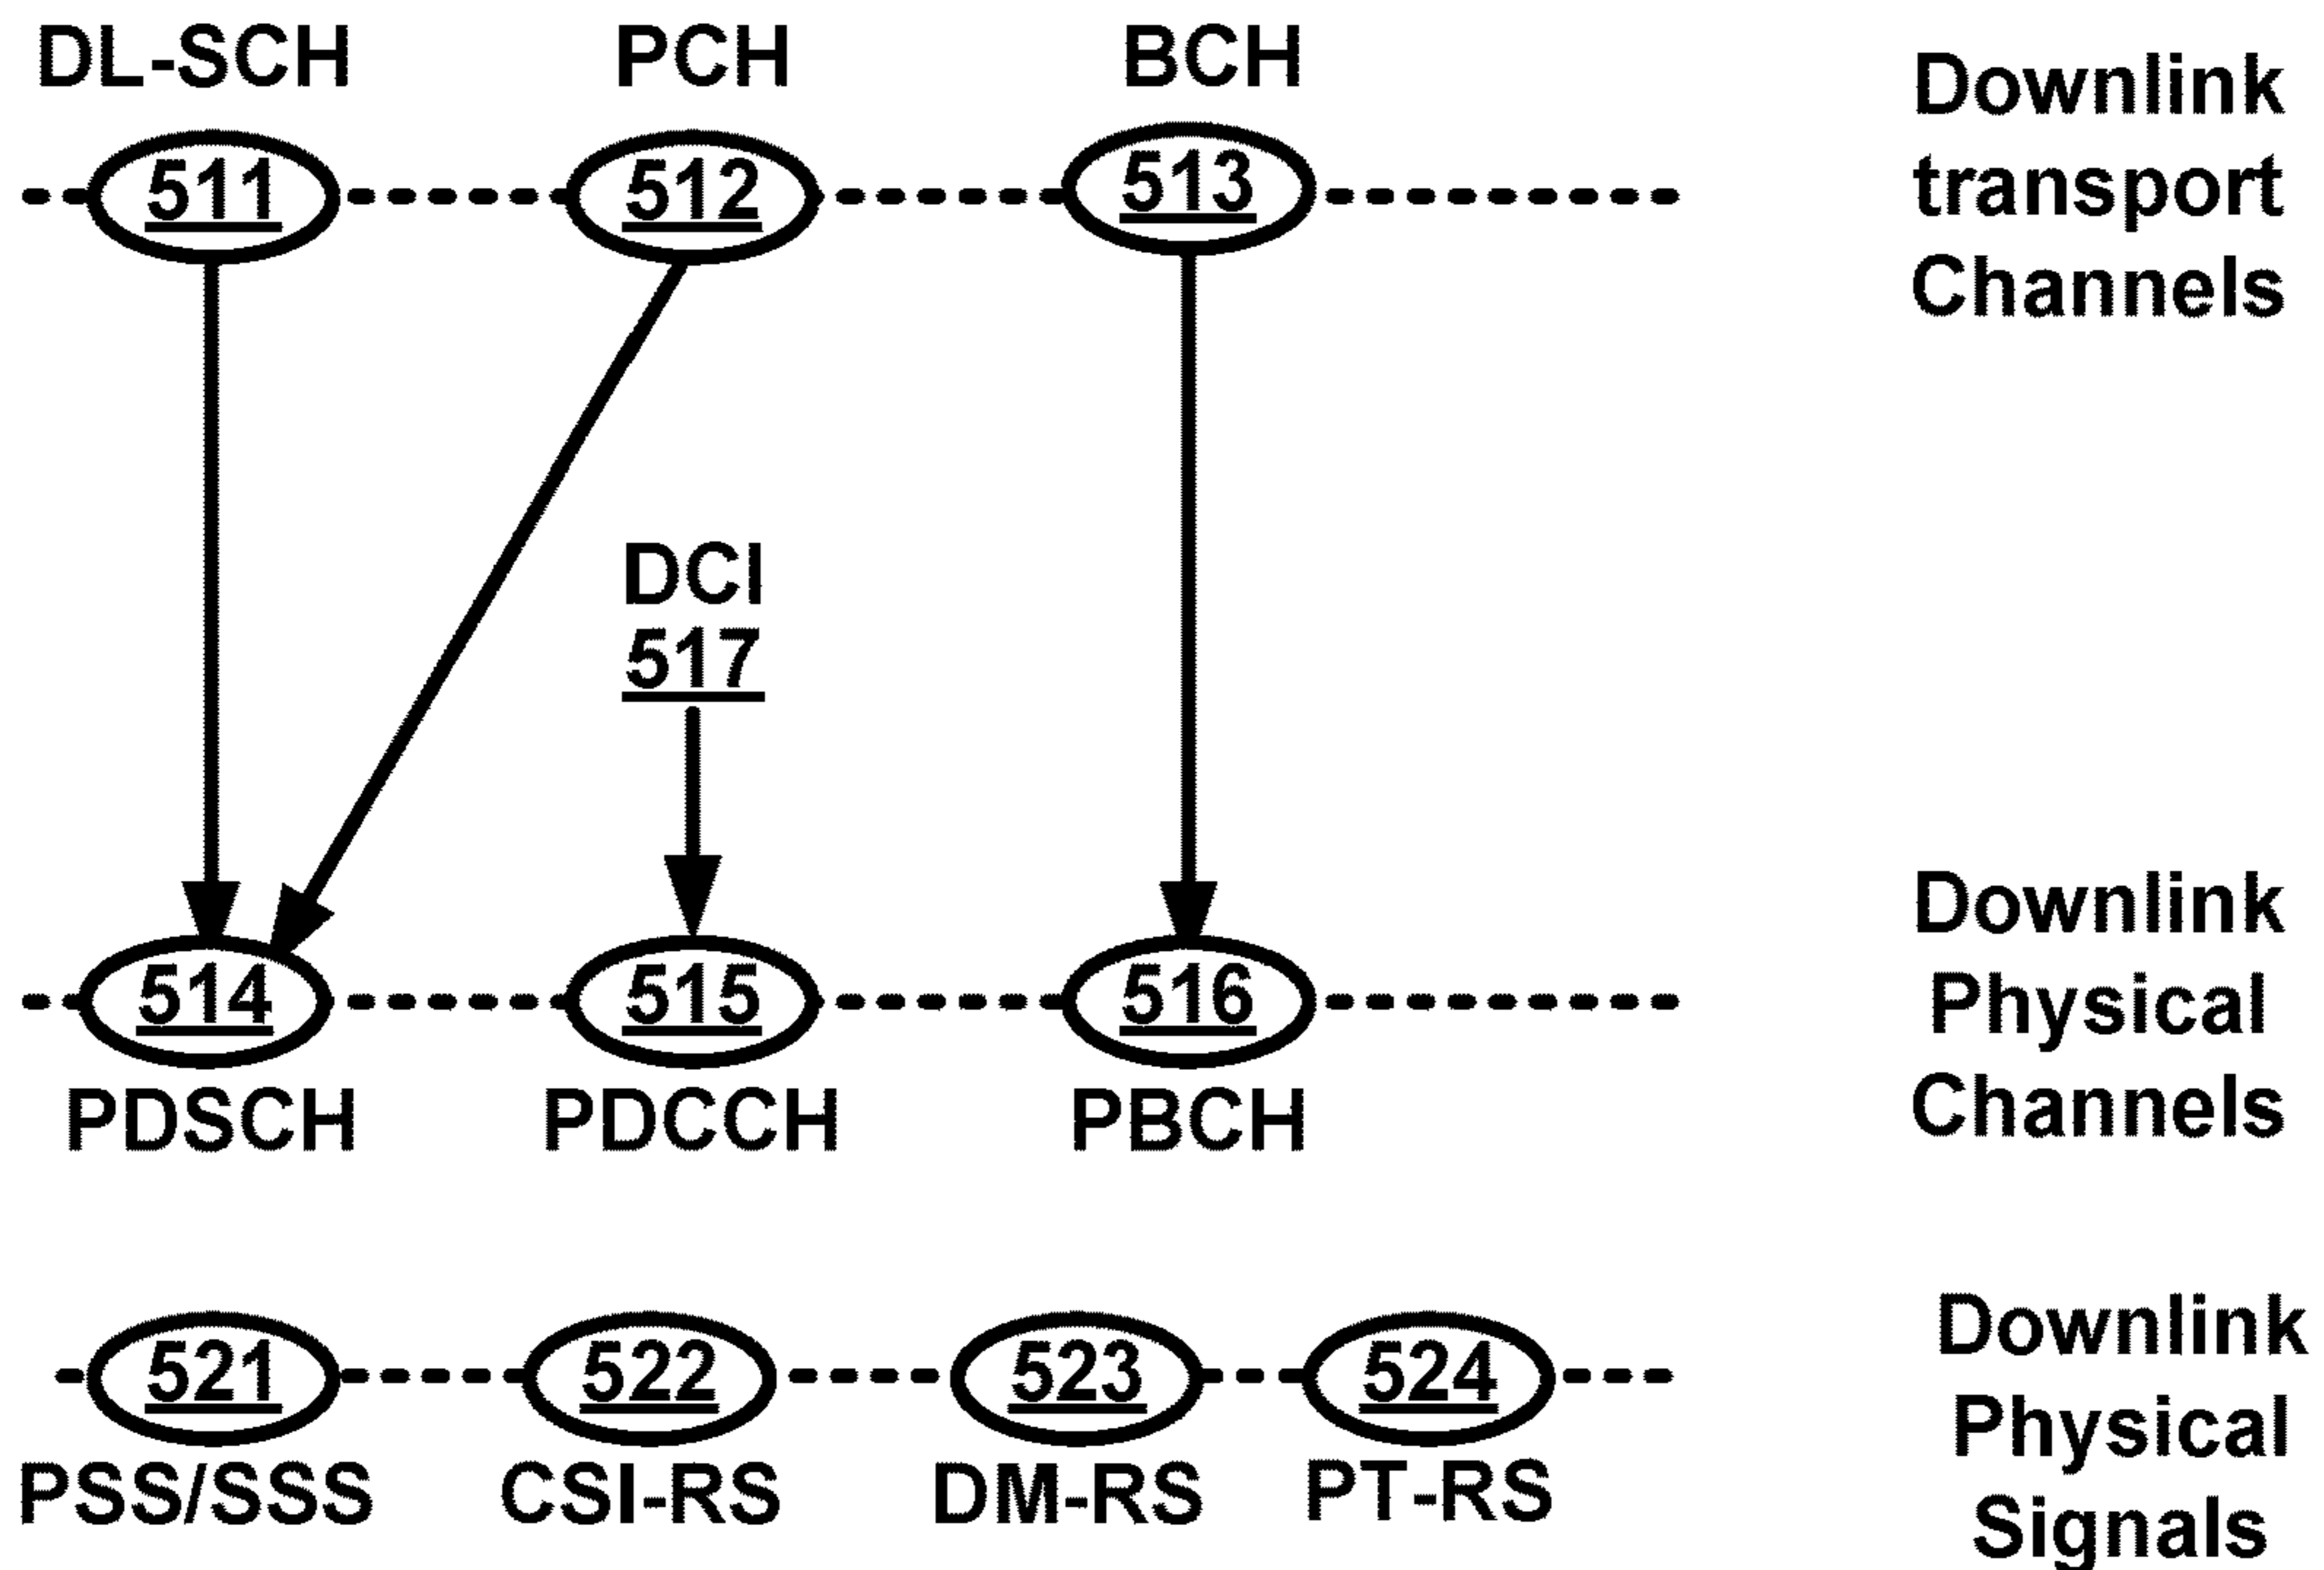 DL-SCH PCH BCH
511 512 513
Downlink
transport
Channels
DCI
517
514 515 516
PDSCH PDCCH PBCH
Downlink
Physical
Channels
521 522 523 524
PSS/SSS CSI-RS DM-RS PT-RS
Downlink
Physical
Signals